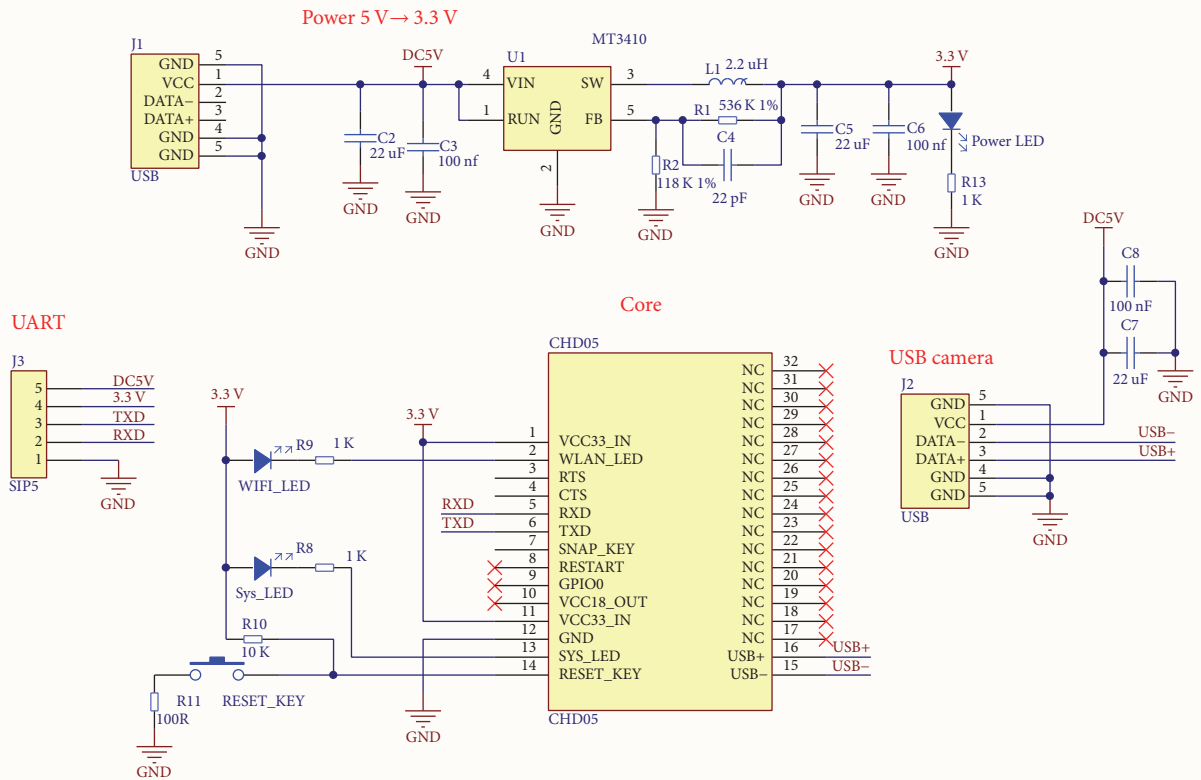 Power 5 V→ 3.3 V
J1
GND 5
VCC 1
DATA− 2
DATA+ 3
GND 4
GND 5
USB
GND
DC5V
C2
22 uF
GND
C3
100 nf
GND
U1
MT3410
4 VIN
1 RUN
GND
2
SW 3
FB 5
GND
L1 2.2 uH
R1 536 K 1%
C4
22 pF
R2
118 K 1%
GND
C5
22 uF
GND
C6
100 nf
GND
3.3 V
Power LED
R13
1 K
GND
UART
J3
5 DC5V
4 3.3 V
3 TXD
2 RXD
1
SIP5
GND
3.3 V
R9 1 K
WIFI_LED
R8 1 K
Sys_LED
R10
10 K
R11 RESET_KEY
100R
GND
3.3 V
RXD
TXD
GND
Core
CHD05
1 VCC33_IN
2 WLAN_LED
3 RTS
4 CTS
5 RXD
6 TXD
7 SNAP_KEY
8 RESTART
9 GPIO0
10 VCC18_OUT
11 VCC33_IN
12 GND
13 SYS_LED
14 RESET_KEY
NC 32
NC 31
NC 30
NC 29
NC 28
NC 27
NC 26
NC 25
NC 24
NC 23
NC 22
NC 21
NC 20
NC 19
NC 18
NC 17
USB+ 16 USB+
USB− 15 USB−
CHD05
USB camera
J2
GND 5
VCC 1
DATA− 2 USB−
DATA+ 3 USB+
GND 4
GND 5
USB
GND
DC5V
C8
100 nF
C7
22 uF
GND